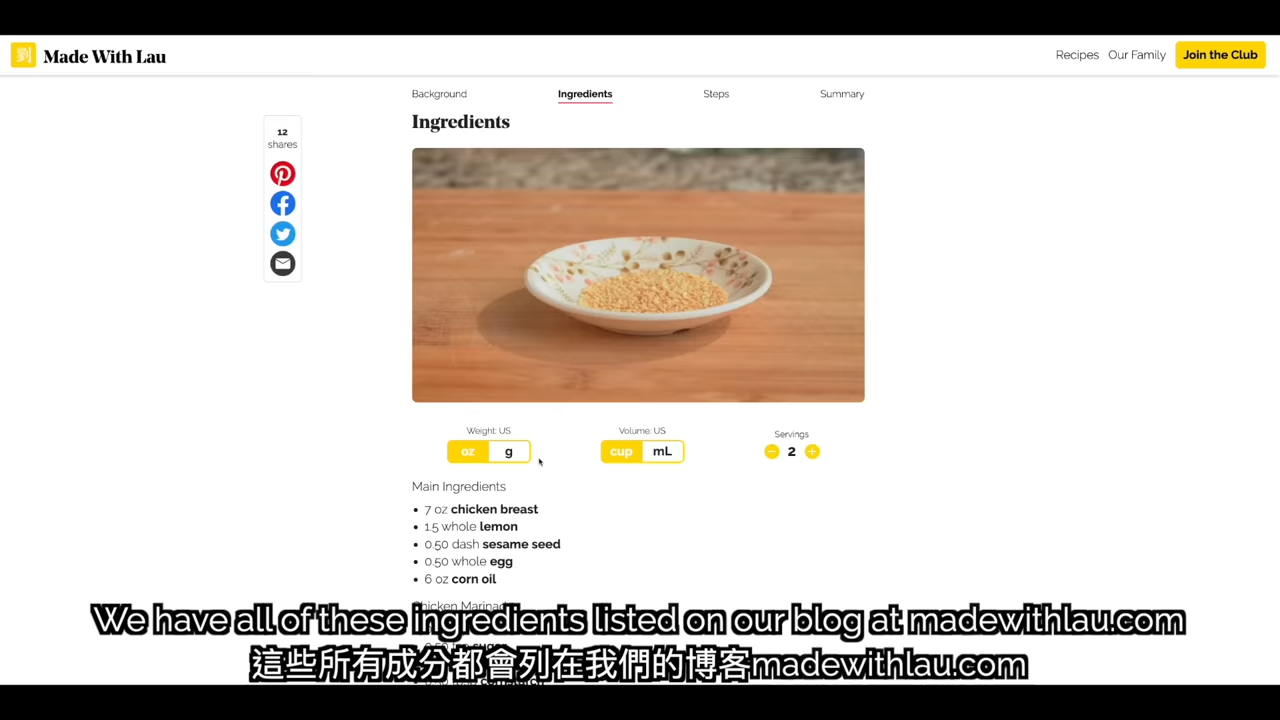 劉 Made With Lau
Recipes Our Family Join the Club
Background Ingredients Steps Summary
Ingredients
12
shares
Weight: US
oz g
Volume: US
cup mL
Servings
2
Main Ingredients
7 oz chicken breast
1.5 whole lemon
0.50 dash sesame seed
0.50 whole egg
6 oz corn oil
Chicken Marinade
We have all of these ingredients listed on our blog at madewithlau.com
這些所有成分都會列在我們的博客madewithlau.com